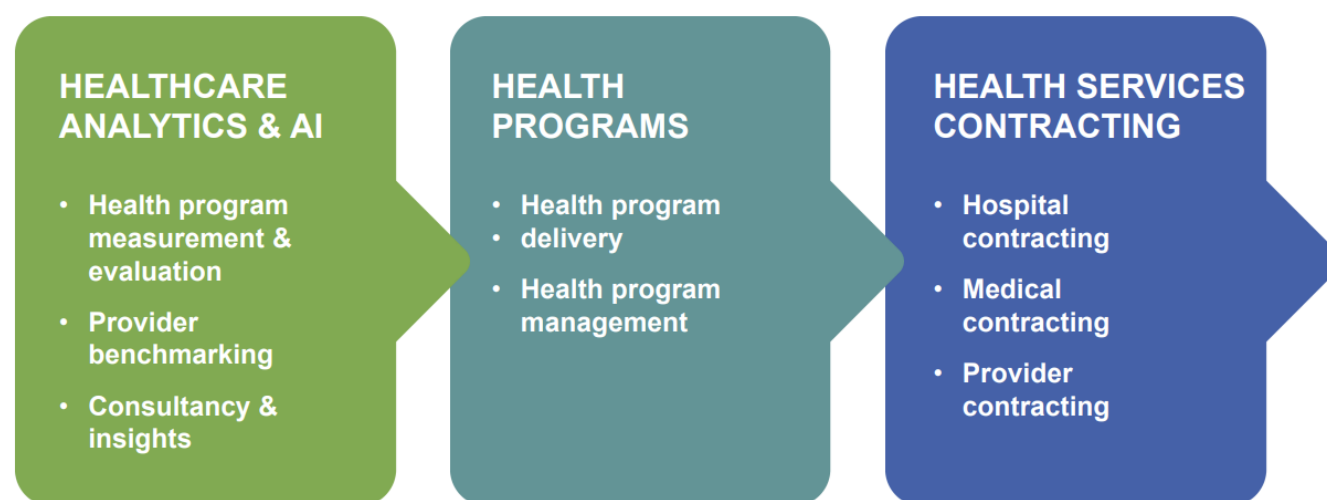 HEALTHCARE
ANALYTICS & AI
• Health program
measurement &
evaluation
• Provider
benchmarking
• Consultancy &
insights
HEALTH
PROGRAMS
• Health program
• delivery
• Health program
management
HEALTH SERVICES
CONTRACTING
• Hospital
contracting
• Medical
contracting
• Provider
contracting